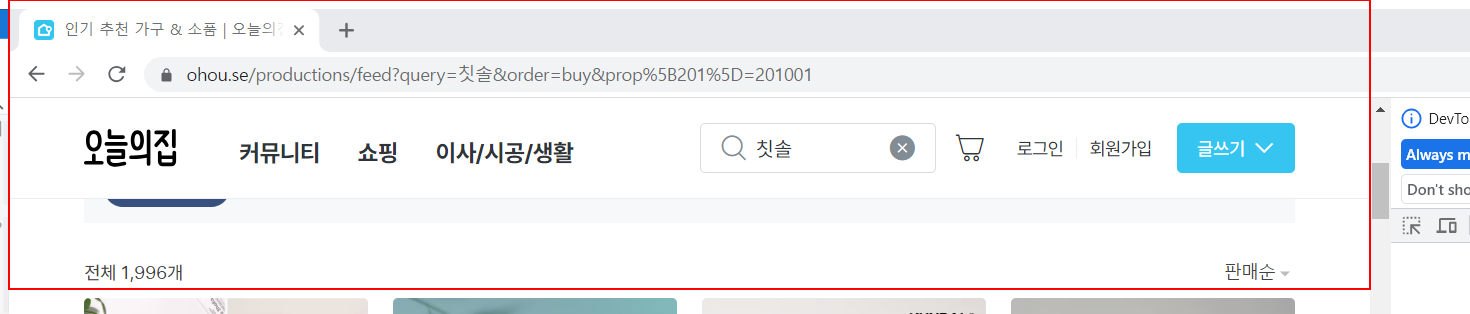 인기 추천 가구 & 소품 | 오늘의
ohou.se/productions/feed?query=칫솔&order=buy&prop%5B201%5D=201001
오늘의집 커뮤니티 쇼핑 이사/시공/생활 칫솔 로그인 회원가입 글쓰기
DevTo
Always m
Don't sho
전체 1,996개 판매순